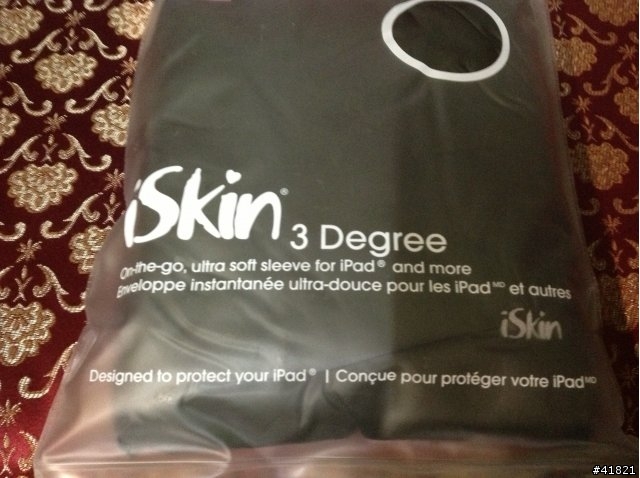 iSkin® 3 Degree
On-the-go, ultra soft sleeve for iPad® and more
Enveloppe instantanée ultra-douce pour les iPadᴹᴰ et autres
iSkin
Designed to protect your iPad® | Conçue pour protéger votre iPadᴹᴰ
#41821